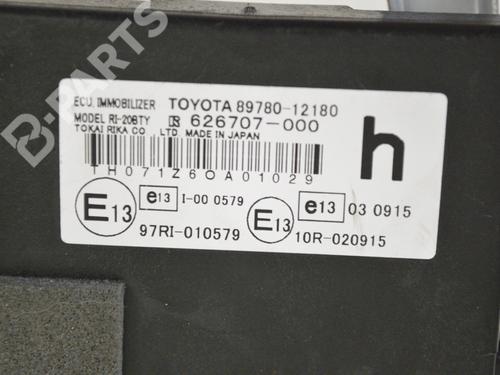 B-PARTS
ECU, IMMOBILIZER TOYOTA 89780-12180
MODEL RI-20BTY 626707-000
TOKAI RIKA CO., LTD. MADE IN JAPAN
h
TH071Z60A01029
E13 e13 I-00 0579 E13 e13 03 0915
97RI-010579 10R-020915